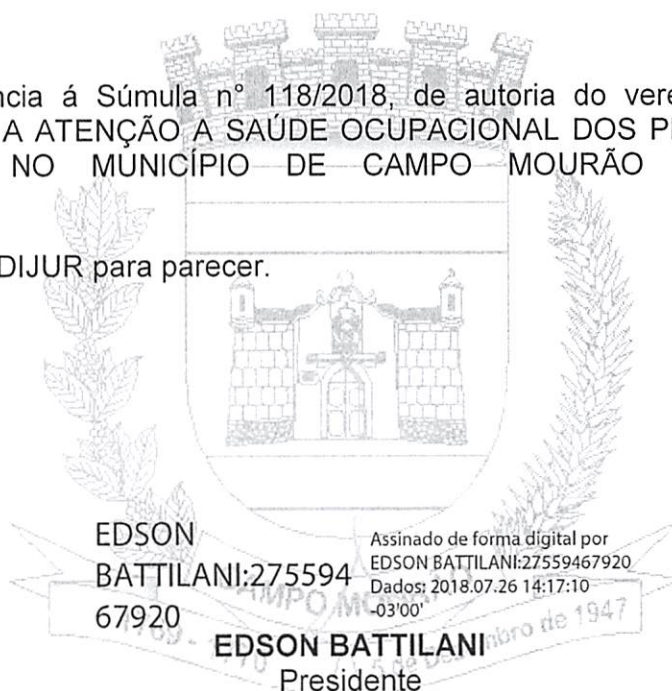 ncia á Súmula n° 118/2018, de autoria do vere
A ATENÇÃO A SAÚDE OCUPACIONAL DOS P
NO MUNICÍPIO DE CAMPO MOURÃO
DIJUR para parecer.
EDSON
BATTILANI:275594
67920
Assinado de forma digital por
EDSON BATTILANI:27559467920
Dados: 2018.07.26 14:17:10
-03'00'
CAMPO MOURÃO
EDSON BATTILANI
Presidente